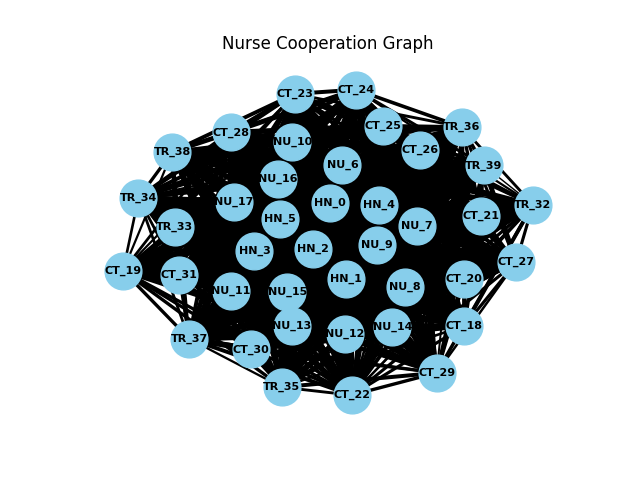 Nurse Cooperation Graph
CT_24
CT_23
CT_25
TR_36
CT_28
NU_10
CT_26
TR_38
NU_6
TR_39
NU_16
TR_34
NU_17
HN_0
HN_4
TR_32
CT_21
HN_5
NU_7
TR_33
NU_9
HN_2
HN_3
CT_27
CT_19
CT_31
HN_1
CT_20
NU_8
NU_11
NU_15
NU_13
CT_18
NU_14
NU_12
TR_37
CT_30
CT_29
TR_35
CT_22